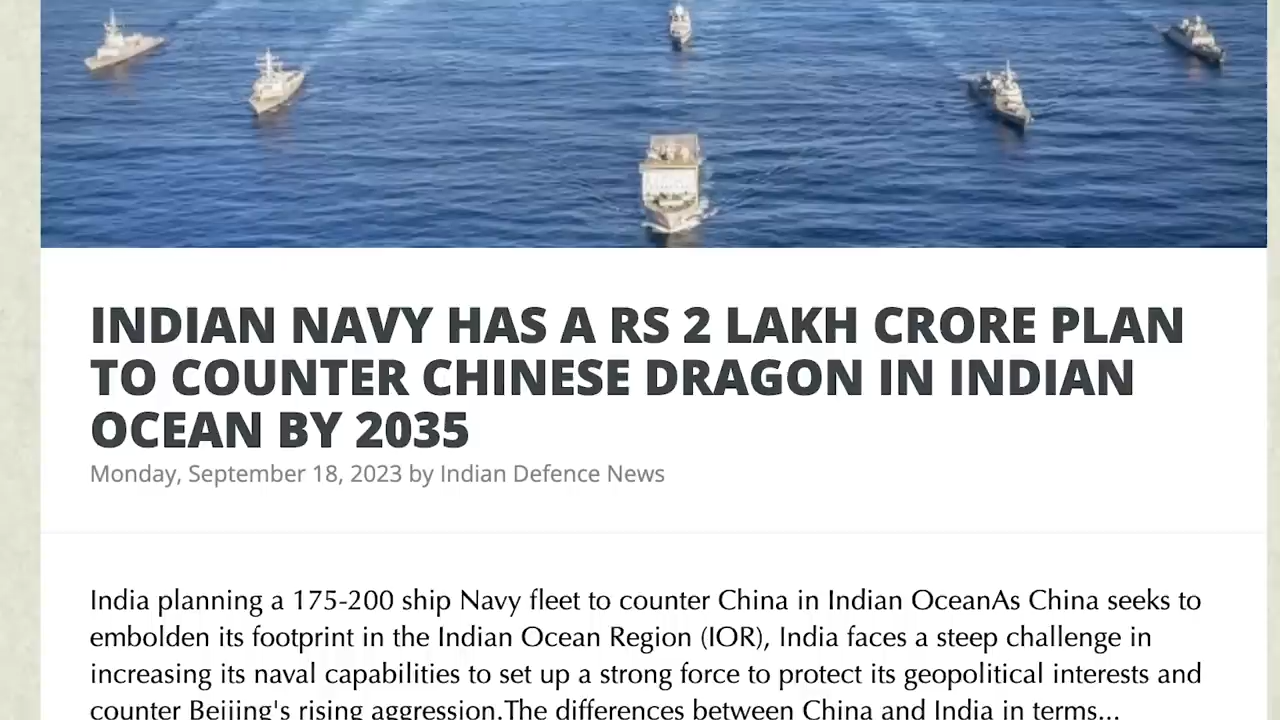 INDIAN NAVY HAS A RS 2 LAKH CRORE PLAN
TO COUNTER CHINESE DRAGON IN INDIAN
OCEAN BY 2035
Monday, September 18, 2023 by Indian Defence News
India planning a 175-200 ship Navy fleet to counter China in Indian OceanAs China seeks to
embolden its footprint in the Indian Ocean Region (IOR), India faces a steep challenge in
increasing its naval capabilities to set up a strong force to protect its geopolitical interests and
counter Beijing's rising aggression.The differences between China and India in terms...